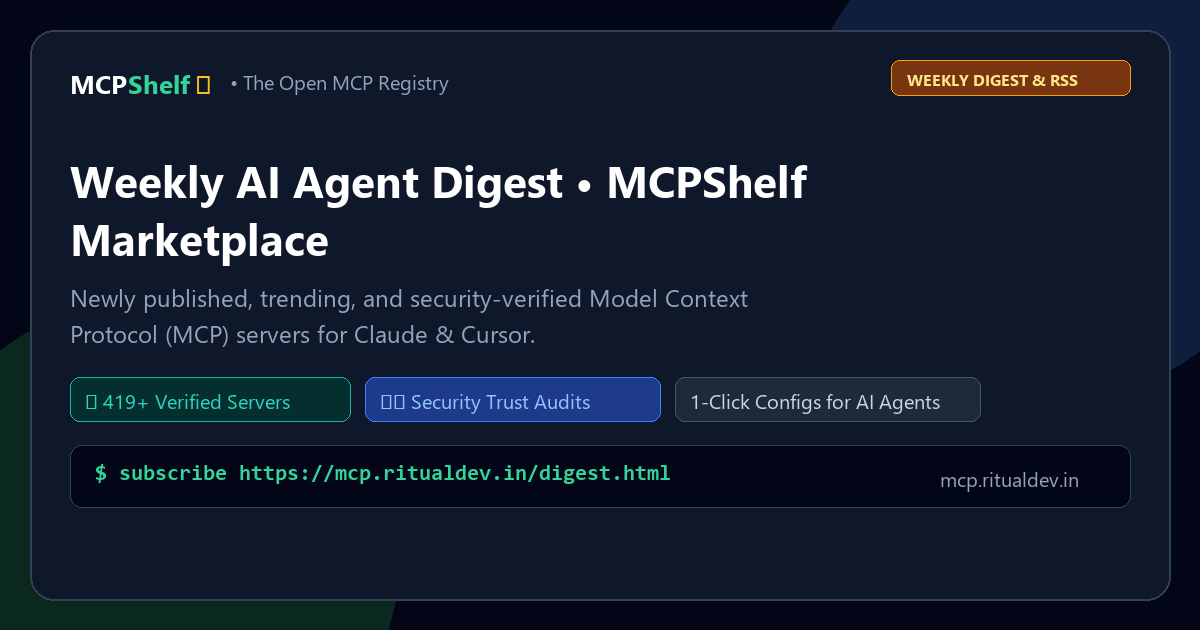 MCPShelf • The Open MCP Registry
WEEKLY DIGEST & RSS
Weekly AI Agent Digest • MCPShelf
Marketplace
Newly published, trending, and security-verified Model Context
Protocol (MCP) servers for Claude & Cursor.
419+ Verified Servers
Security Trust Audits
1-Click Configs for AI Agents
$ subscribe https://mcp.ritualdev.in/digest.html
mcp.ritualdev.in